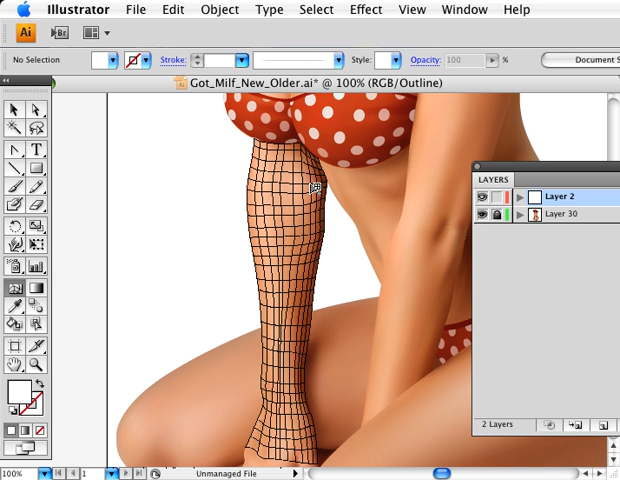 Illustrator File Edit Object Type Select Effect View Window Help
Ai Br
No Selection Stroke: Style: Opacity: 100 % Document S
Got_Milf_New_Older.ai* @ 100% (RGB/Outline)
LAYERS
Layer 2
Layer 30
2 Layers
T
100% 1 Unmanaged File